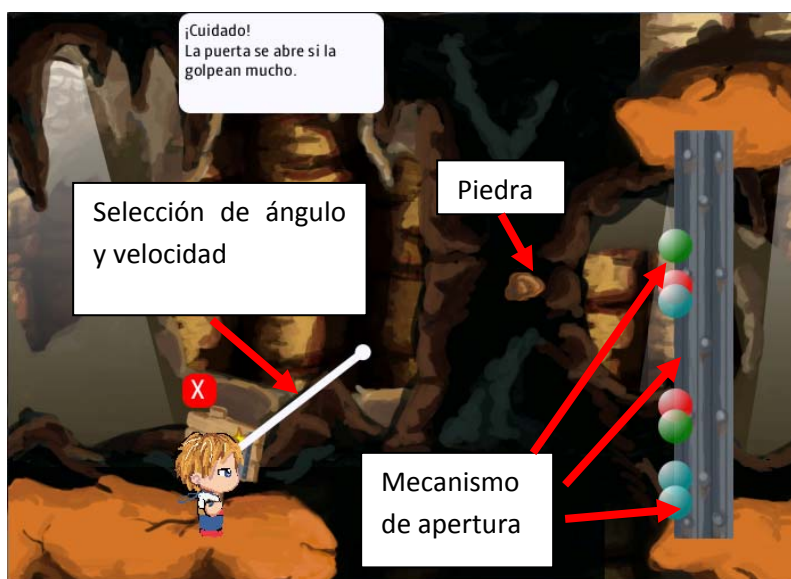 ¡Cuidado!
La puerta se abre si la
golpean mucho.
Piedra
Selección de ángulo
y velocidad
X
Mecanismo
de apertura